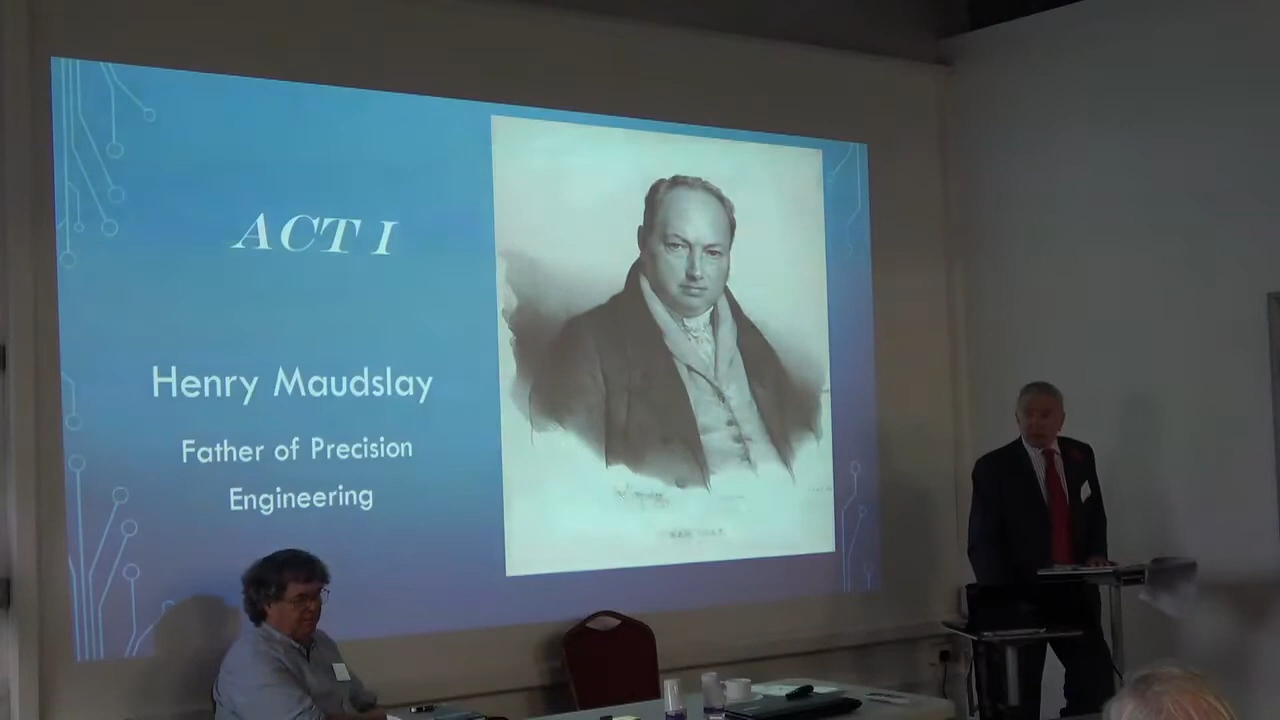 ACT I
Henry Maudslay
Father of Precision
Engineering